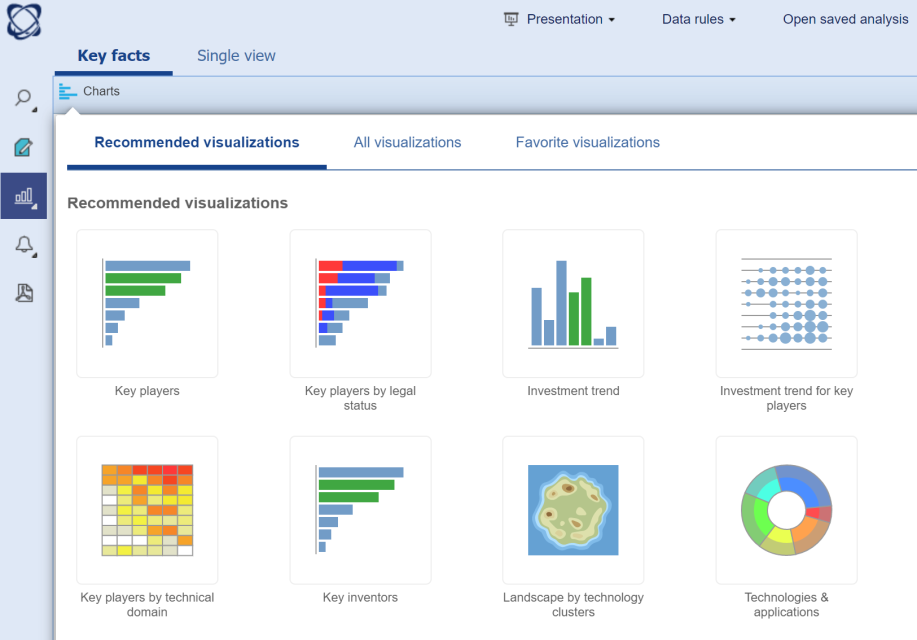 Presentation
Data rules
Open saved analysis
Key facts
Single view
Charts
Recommended visualizations
All visualizations
Favorite visualizations
Recommended visualizations
Key players
Key players by legal
status
Investment trend
Investment trend for key
players
Key players by technical
domain
Key inventors
Landscape by technology
clusters
Technologies &
applications